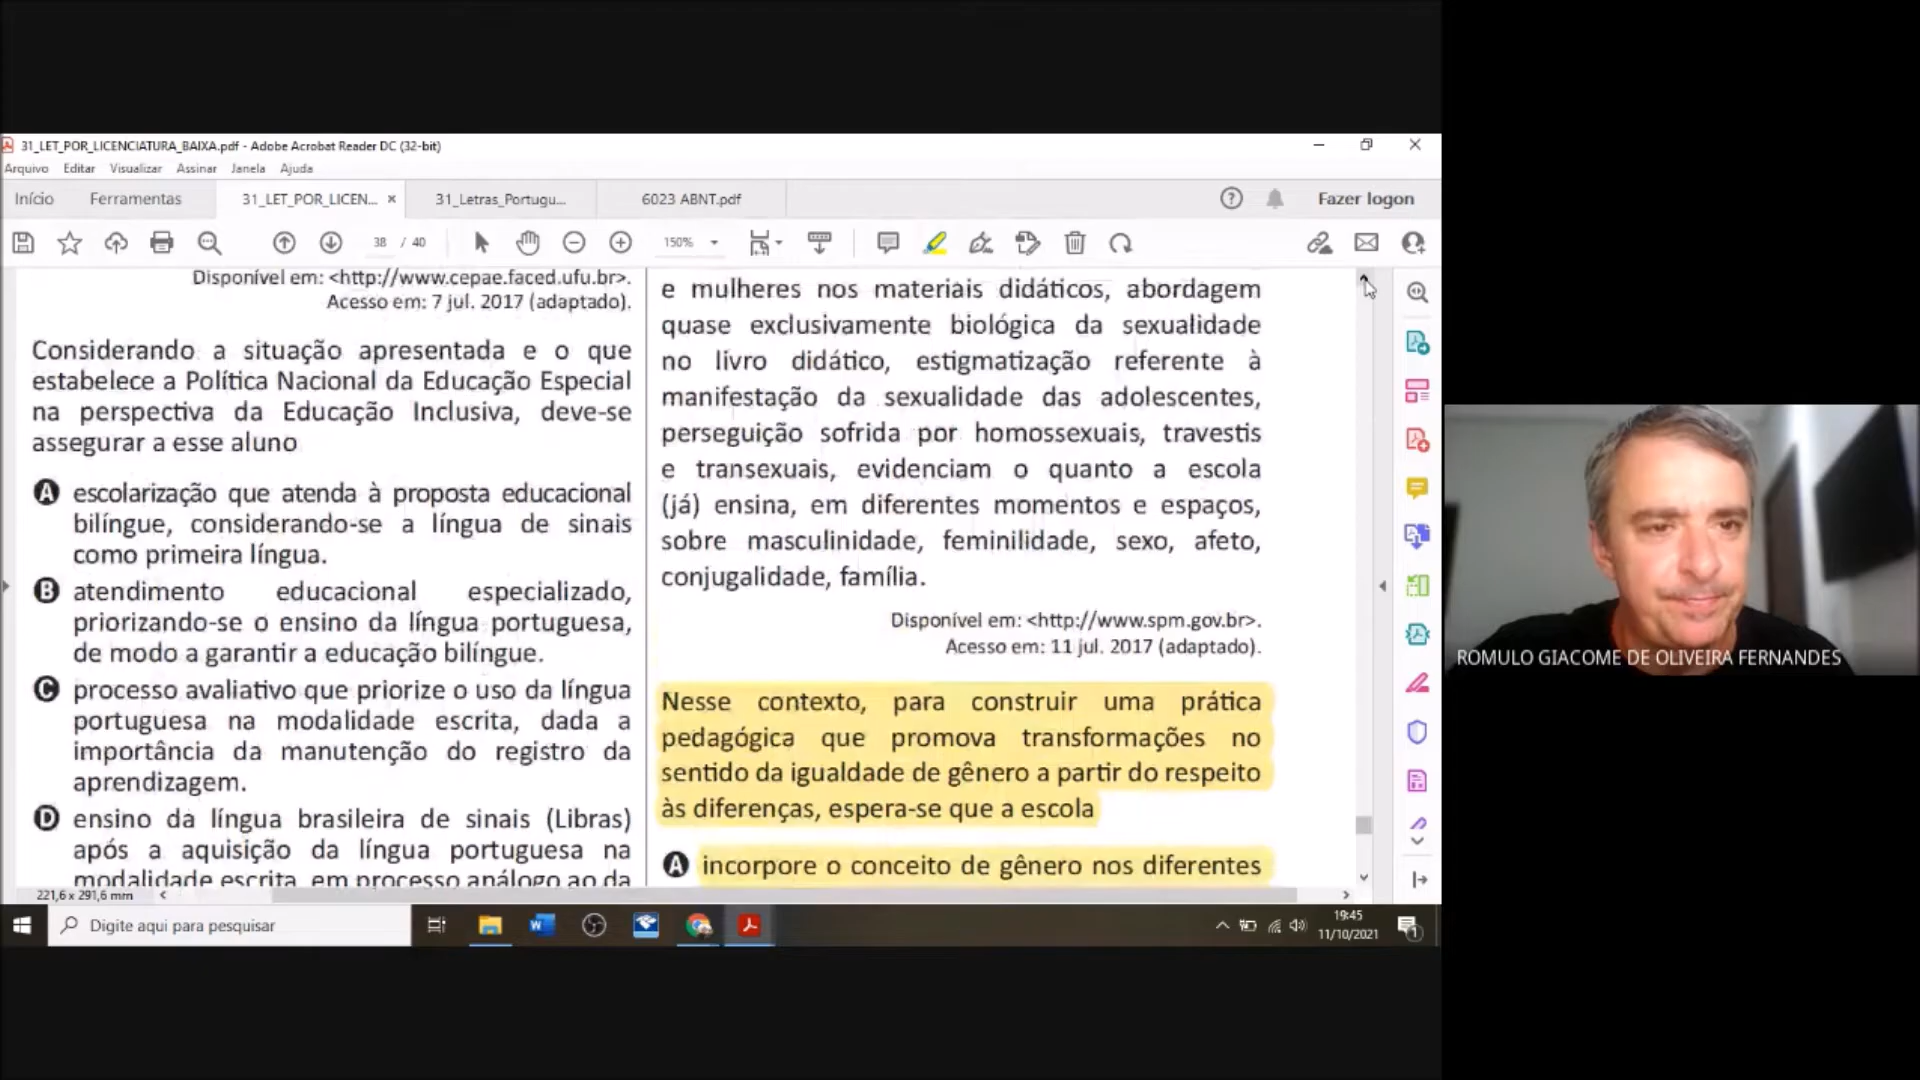 31_LET_POR_LICENCIATURA_BAIXA.pdf - Adobe Acrobat Reader DC (32-bit)
Arquivo Editar Visualizar Assinar Janela Ajuda
Início Ferramentas 31_LET_POR_LICEN... 31_Letras_Portugu... 6023 ABNT.pdf Fazer logon
38 / 40 150%
Disponível em: <http://www.cepae.faced.ufu.br>.
Acesso em: 7 jul. 2017 (adaptado).
Considerando a situação apresentada e o que
estabelece a Política Nacional da Educação Especial
na perspectiva da Educação Inclusiva, deve-se
assegurar a esse aluno
A escolarização que atenda à proposta educacional
bilíngue, considerando-se a língua de sinais
como primeira língua.
B atendimento educacional especializado,
priorizando-se o ensino da língua portuguesa,
de modo a garantir a educação bilíngue.
C processo avaliativo que priorize o uso da língua
portuguesa na modalidade escrita, dada a
importância da manutenção do registro da
aprendizagem.
D ensino da língua brasileira de sinais (Libras)
após a aquisição da língua portuguesa na
modalidade escrita, em processo análogo ao da
e mulheres nos materiais didáticos, abordagem
quase exclusivamente biológica da sexualidade
no livro didático, estigmatização referente à
manifestação da sexualidade das adolescentes,
perseguição sofrida por homossexuais, travestis
e transexuais, evidenciam o quanto a escola
(já) ensina, em diferentes momentos e espaços,
sobre masculinidade, feminilidade, sexo, afeto,
conjugalidade, família.
Disponível em: <http://www.spm.gov.br>.
Acesso em: 11 jul. 2017 (adaptado).
Nesse contexto, para construir uma prática
pedagógica que promova transformações no
sentido da igualdade de gênero a partir do respeito
às diferenças, espera-se que a escola
A incorpore o conceito de gênero nos diferentes
221,6 x 291,6 mm
Digite aqui para pesquisar
19:45
11/10/2021
1
ROMULO GIACOME DE OLIVEIRA FERNANDES